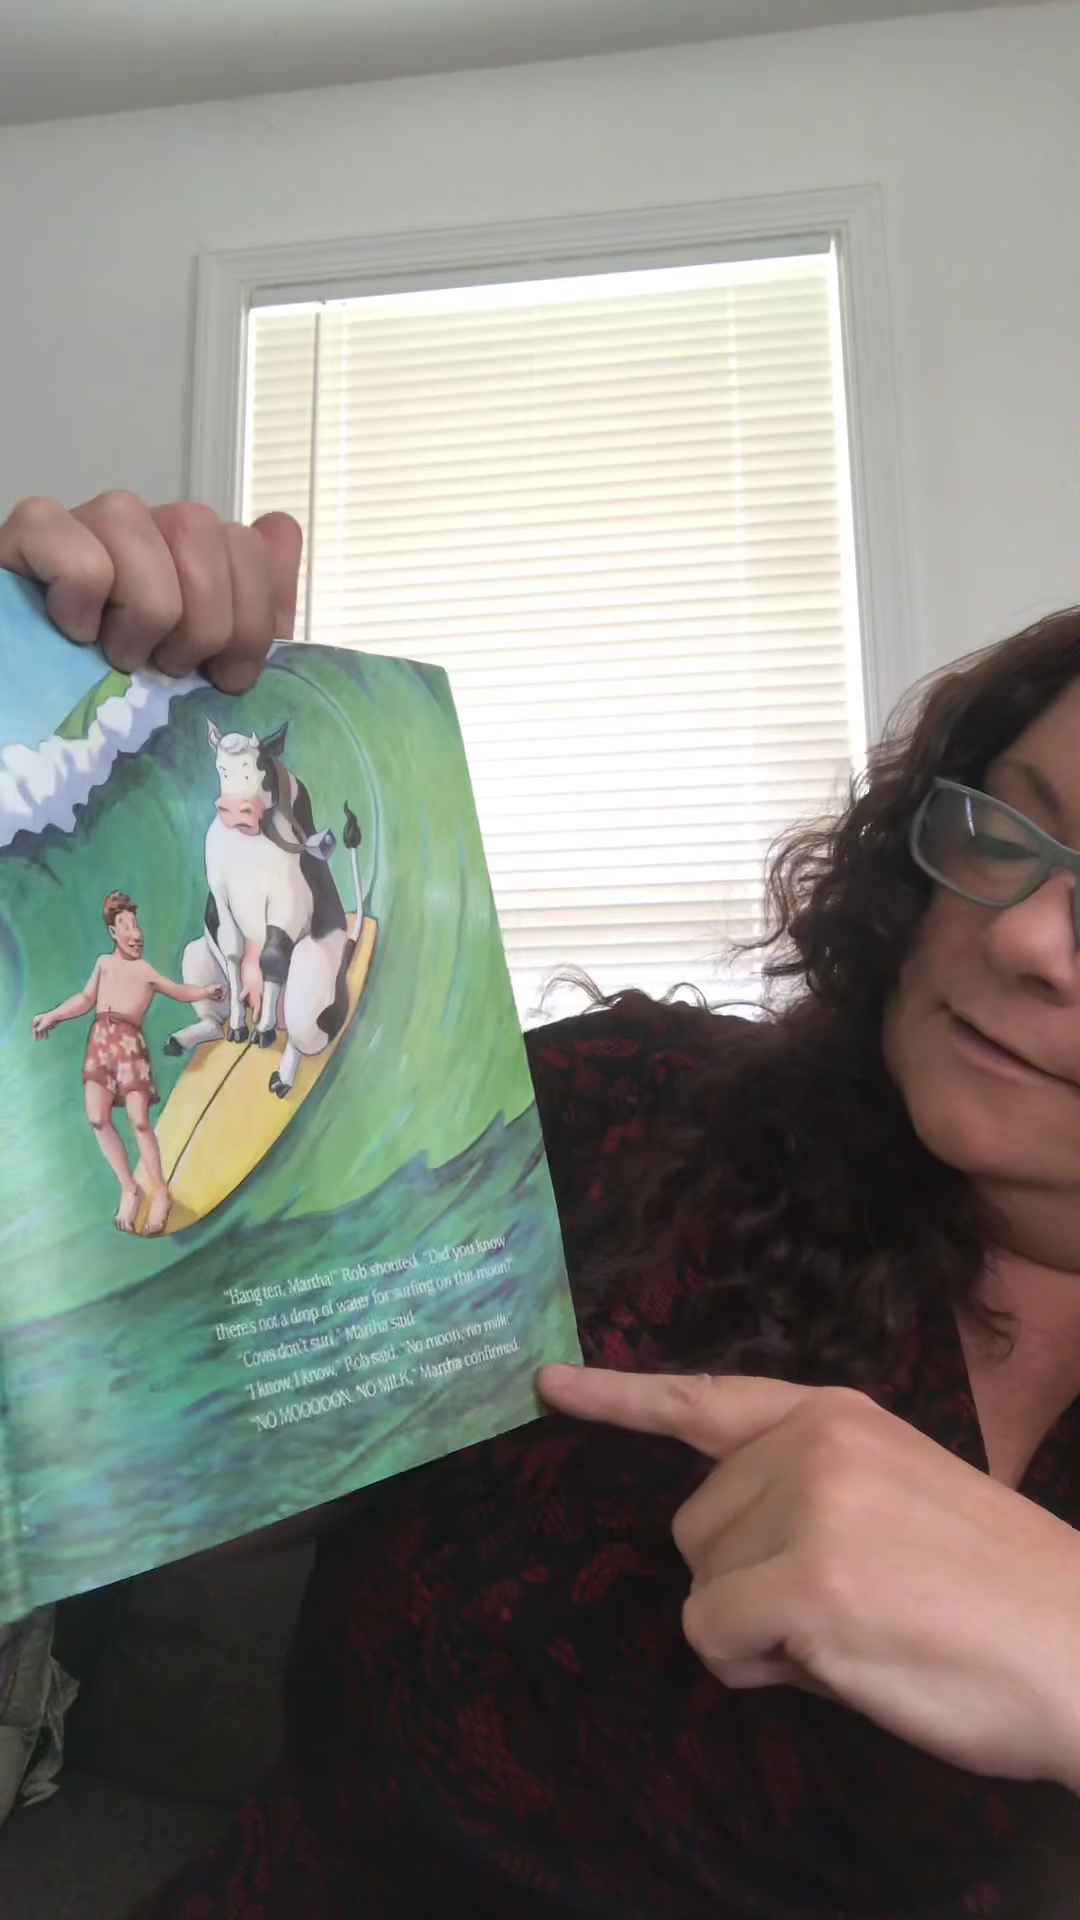 "Hang ten, Martha!" Rob shouted. "Did you know
there's not a drop of water for surfing on the moon?"
"Cows don't surf," Martha said.
"I know, I know," Rob said. "No moon, no milk."
"NO MOOOOON, NO MILK," Martha confirmed.